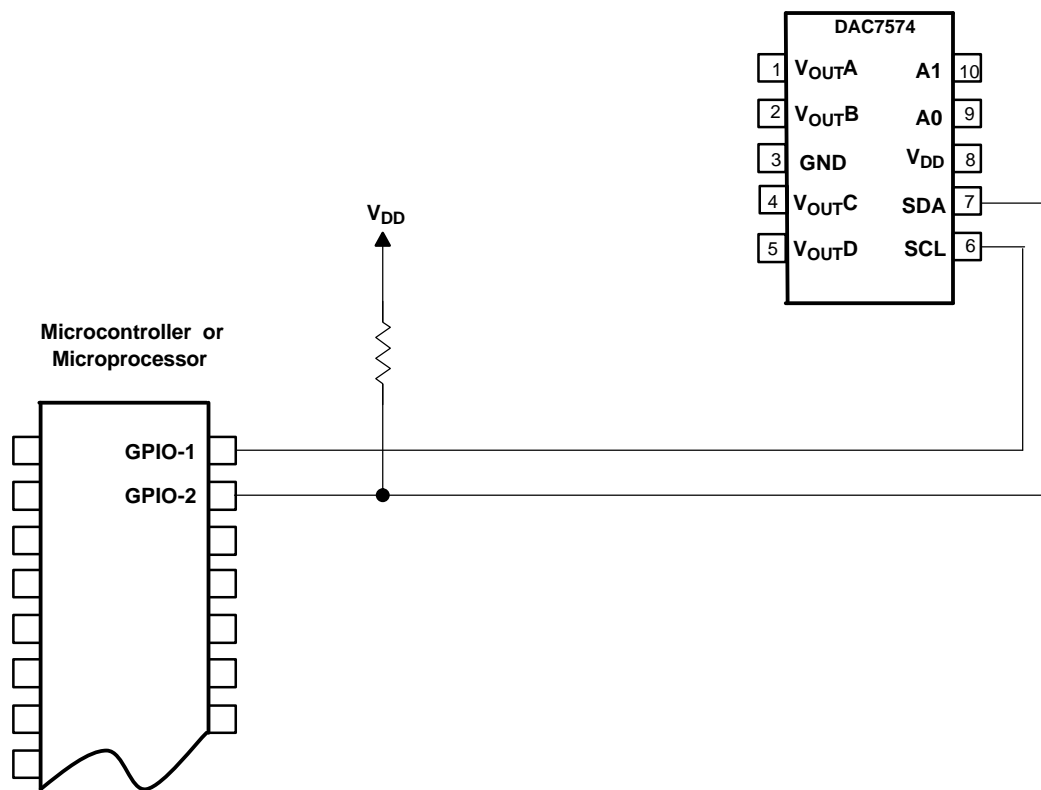 DAC7574
1 VOUTA A1 10
2 VOUTB A0 9
3 GND VDD 8
4 VOUTC SDA 7
5 VOUTD SCL 6
VDD
Microcontroller or
Microprocessor
GPIO-1
GPIO-2